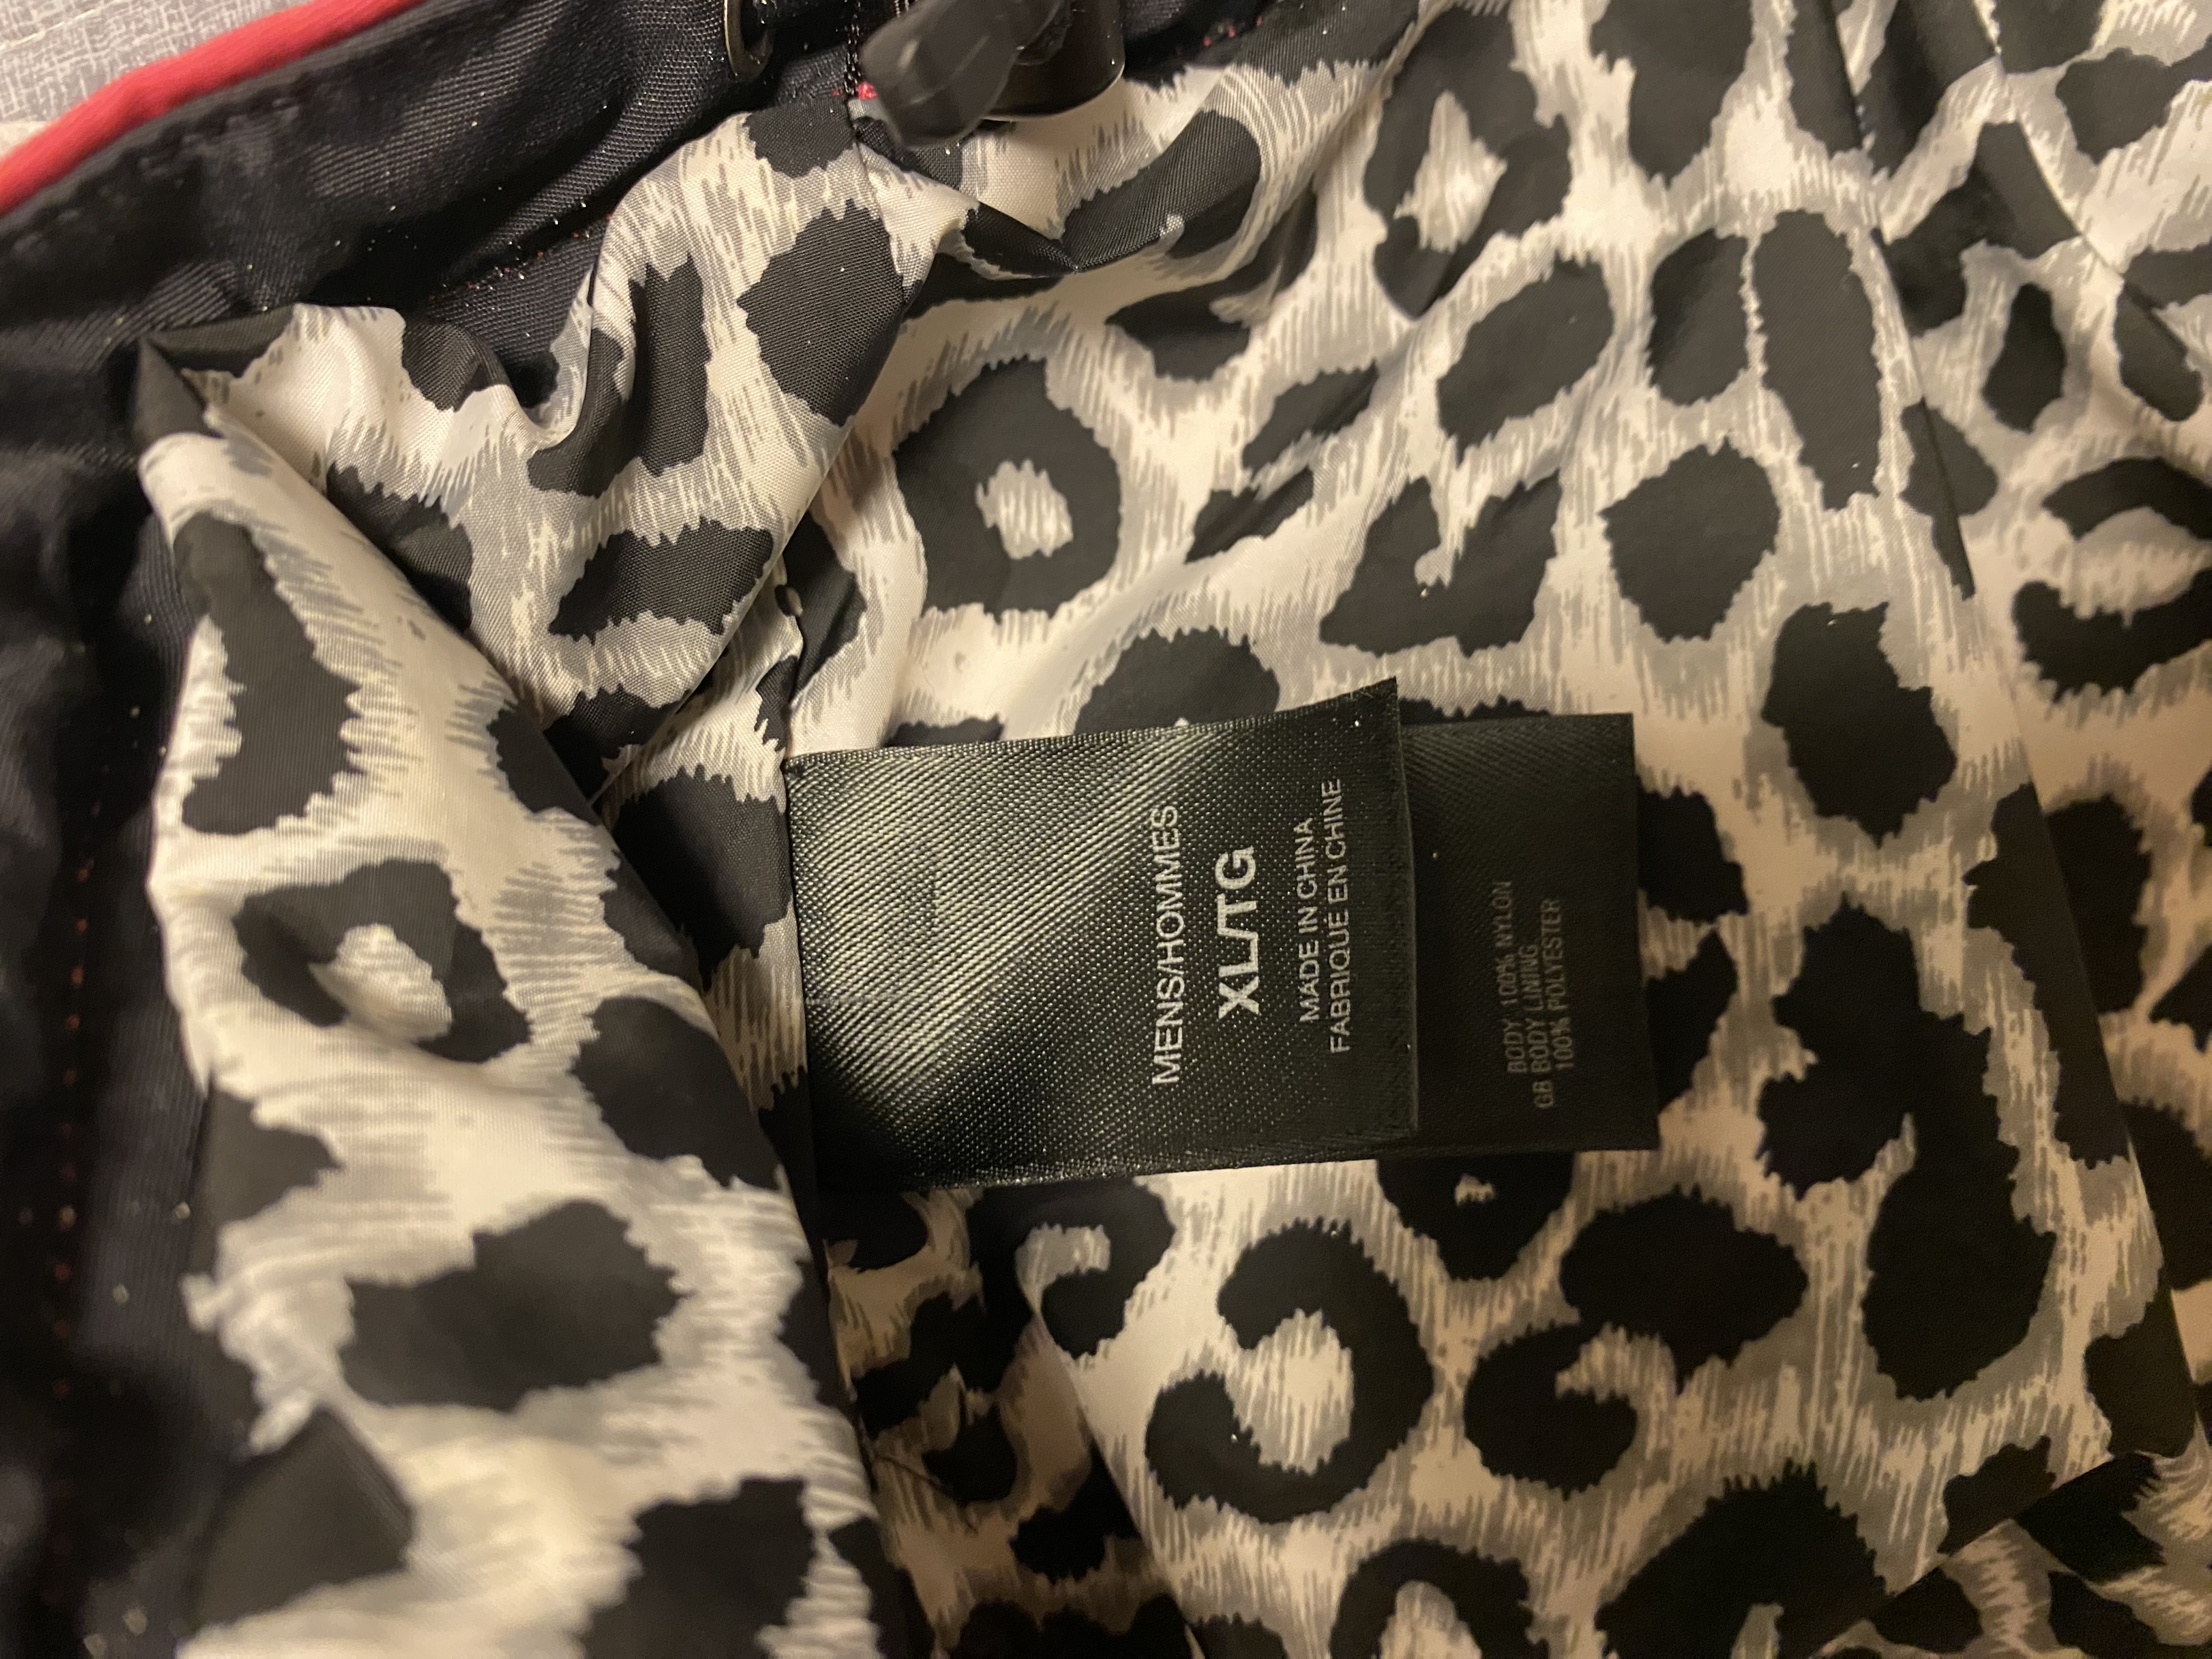 MENS/HOMMES
XL/TG
MADE IN CHINA
FABRIQUE EN CHINE
BODY 100% NYLON
GB BODY LINING
100% POLYESTER